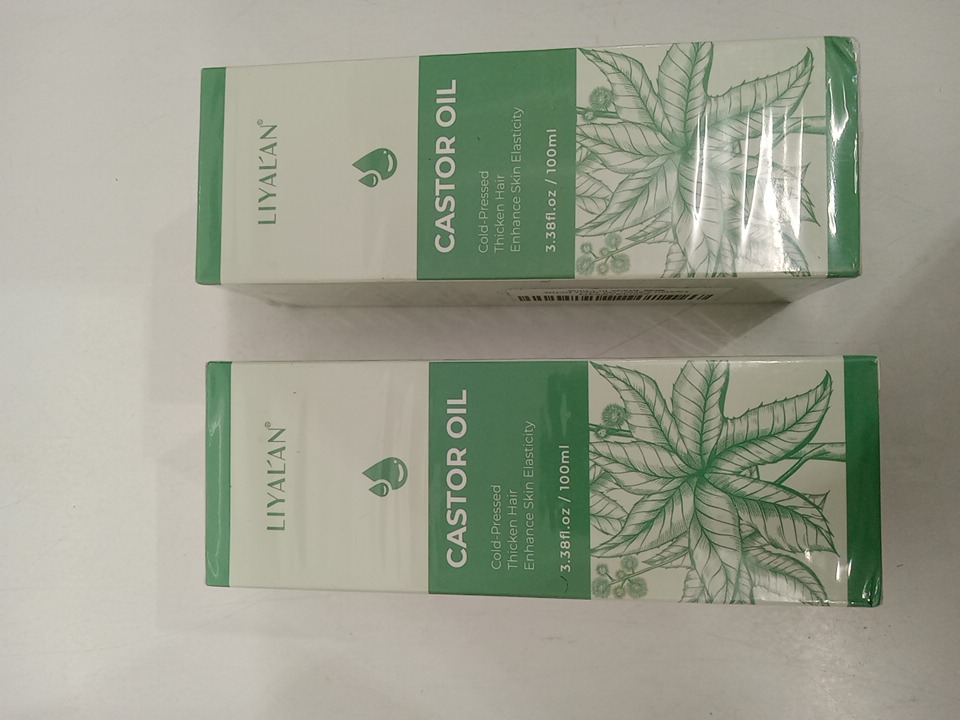 LIYALAN®
CASTOR OIL
Cold-Pressed
Thicken Hair
Enhance Skin Elasticity
3.38fl.oz / 100ml
LIYALAN®
CASTOR OIL
Cold-Pressed
Thicken Hair
Enhance Skin Elasticity
3.38fl.oz / 100ml